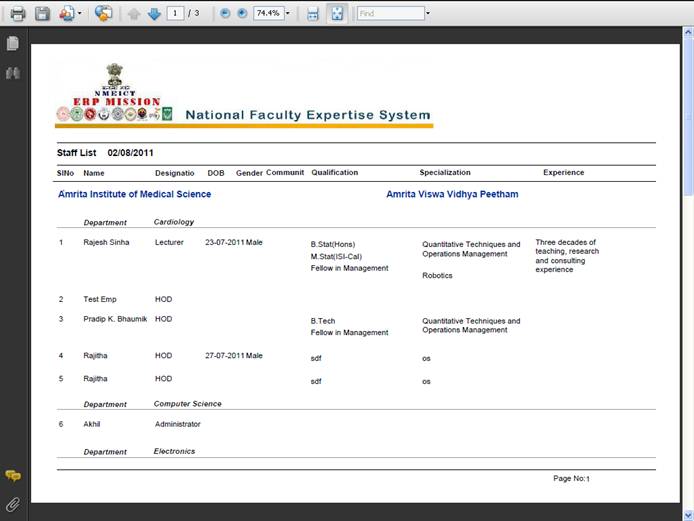 1 / 3 74.4% Find
NMEICT
ERP MISSION
National Faculty Expertise System
Staff List 02/08/2011
SlNo Name Designatio DOB Gender Communit Qualification Specialization Experience
Amrita Institute of Medical Science Amrita Viswa Vidhya Peetham
Department Cardiology
1 Rajesh Sinha Lecturer 23-07-2011 Male B.Stat(Hons) Quantitative Techniques and Three decades of
M.Stat(ISI-Cal) Operations Management teaching, research
and consulting
Fellow in Management experience
Robotics
2 Test Emp HOD
3 Pradip K. Bhaumik HOD B.Tech Quantitative Techniques and
Fellow in Management Operations Management
4 Rajitha HOD 27-07-2011 Male sdf os
5 Rajitha HOD sdf os
Department Computer Science
6 Akhil Administrator
Department Electronics
Page No:1